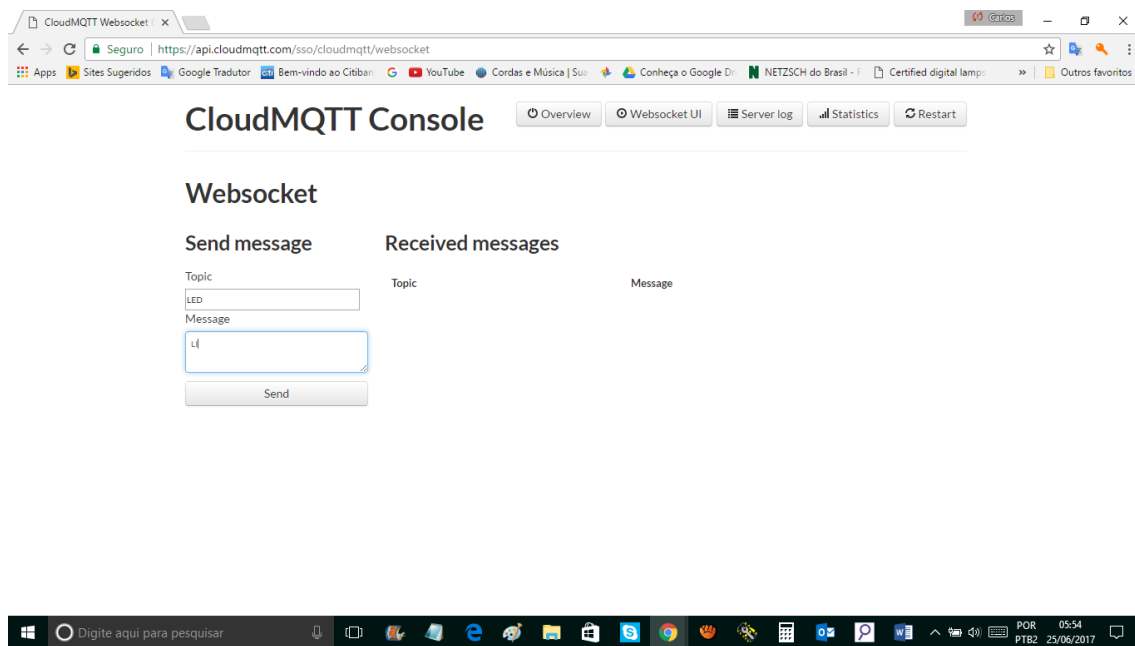 CloudMQTT Websocket
Carlos
Seguro | https://api.cloudmqtt.com/sso/cloudmqtt/websocket
Apps Sites Sugeridos Google Tradutor citi Bem-vindo ao Citiban YouTube Cordas e Música | Sua Conheça o Google Dri NETZSCH do Brasil - F Certified digital lamps » Outros favoritos
CloudMQTT Console
Overview Websocket UI Server log Statistics Restart
Websocket
Send message Received messages
Topic
Topic Message
LED
Message
LI
Send
Digite aqui para pesquisar
POR 05:54
PTB2 25/06/2017